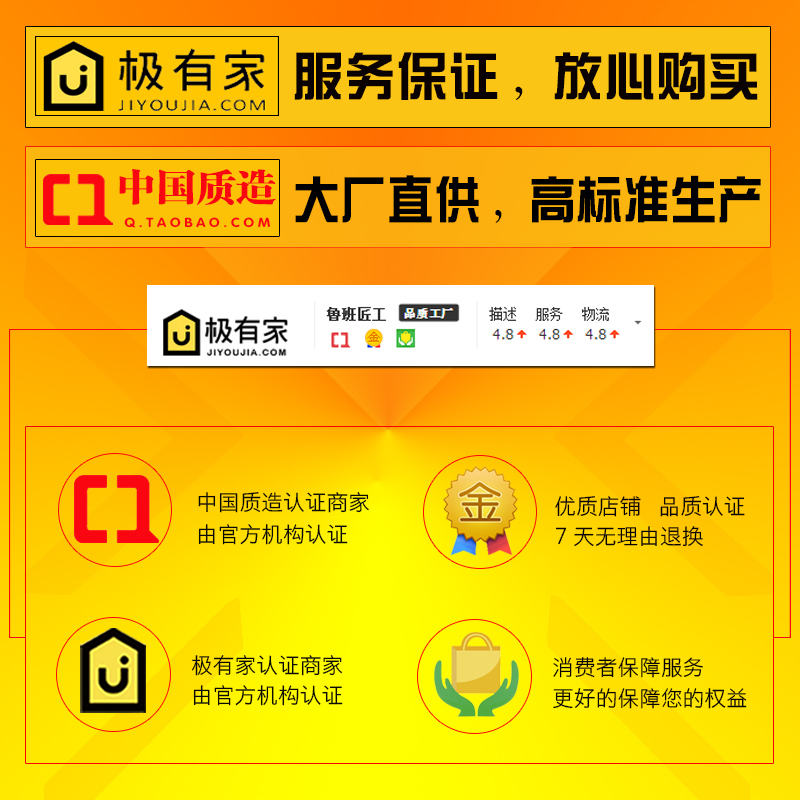 极有家
JIYOUJIA.COM
服务保证，放心购买
中国质造
Q.TAOBAO.COM
大厂直供，高标准生产
极有家
JIYOUJIA.COM
鲁班匠工 品质工厂
金
描述 服务 物流
4.8 4.8 4.8
中国质造认证商家
由官方机构认证
金
优质店铺 品质认证
7 天无理由退换
极有家认证商家
由官方机构认证
消费者保障服务
更好的保障您的权益